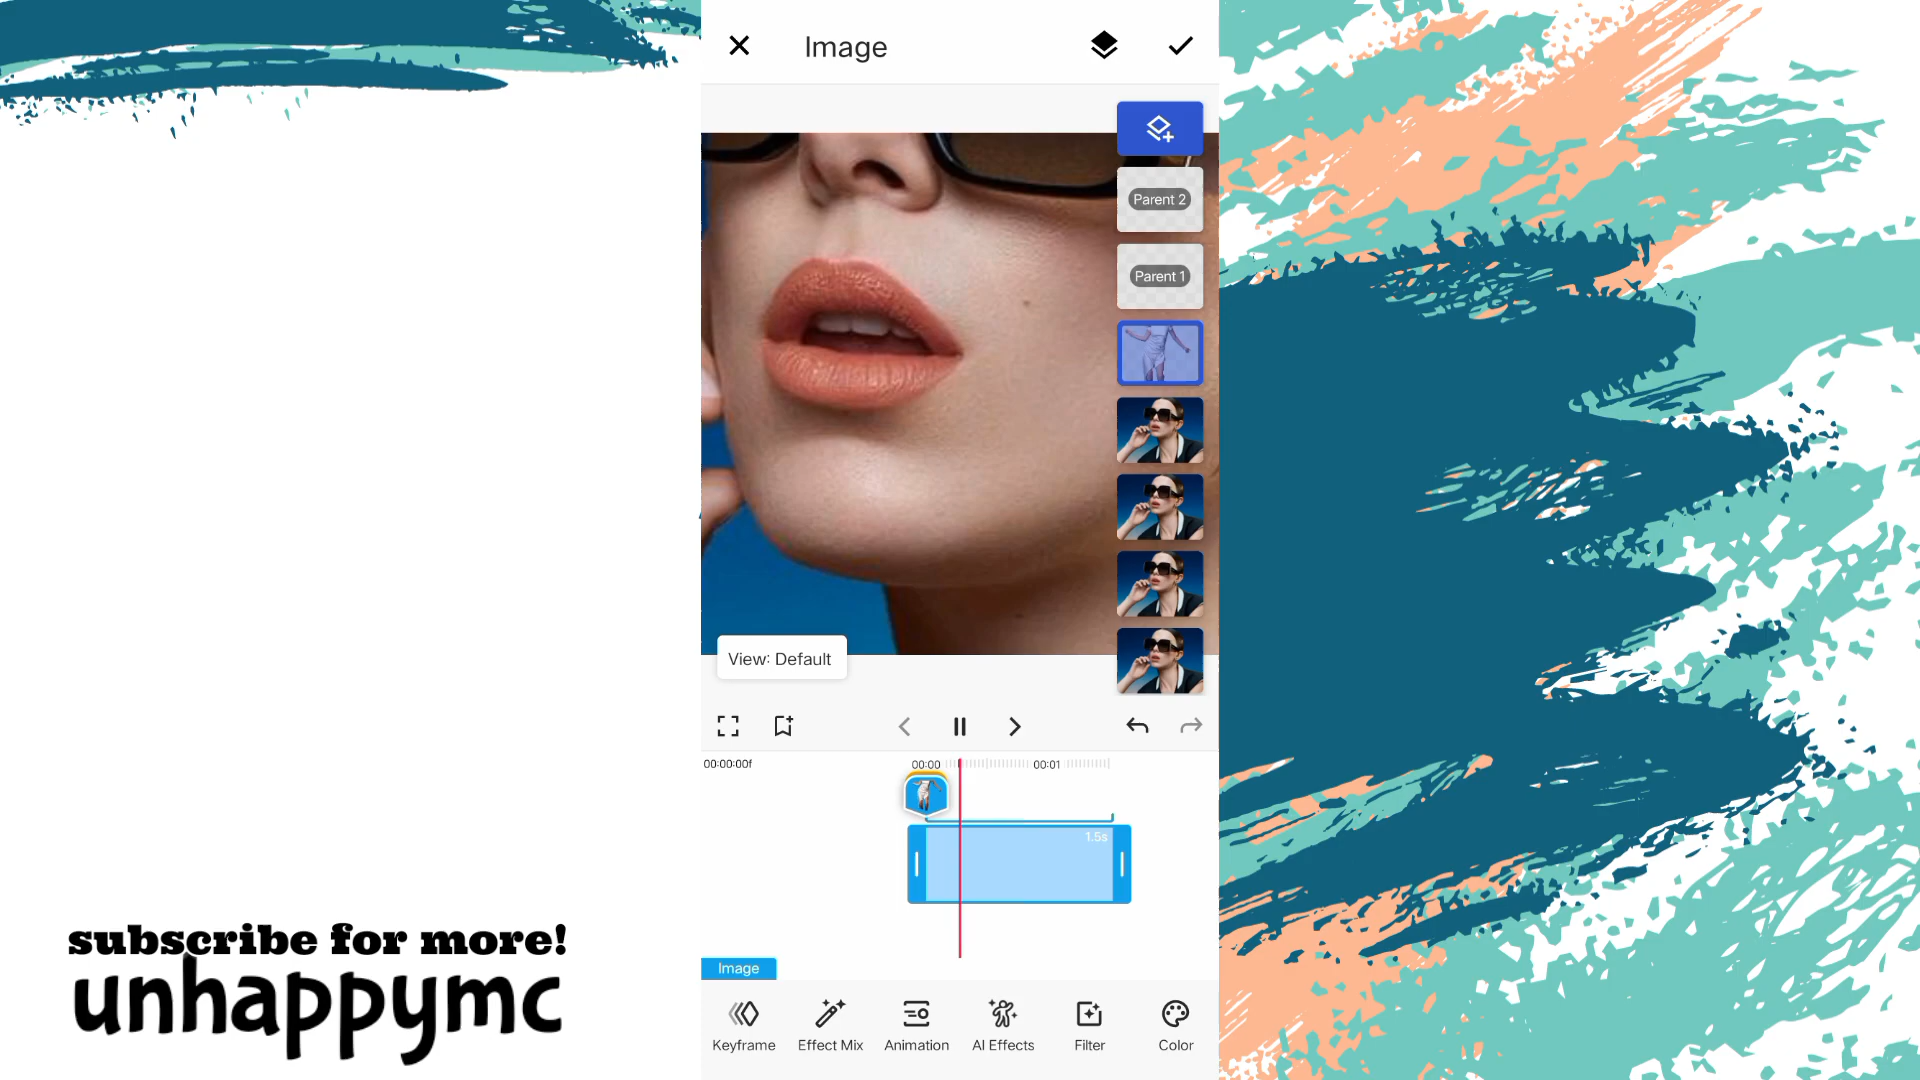 Image
Parent 2
Parent 1
View: Default
00:00:00f
00:00
00:01
1.5s
Image
Keyframe
Effect Mix
Animation
AI Effects
Filter
Color
subscribe for more!
unhappymc